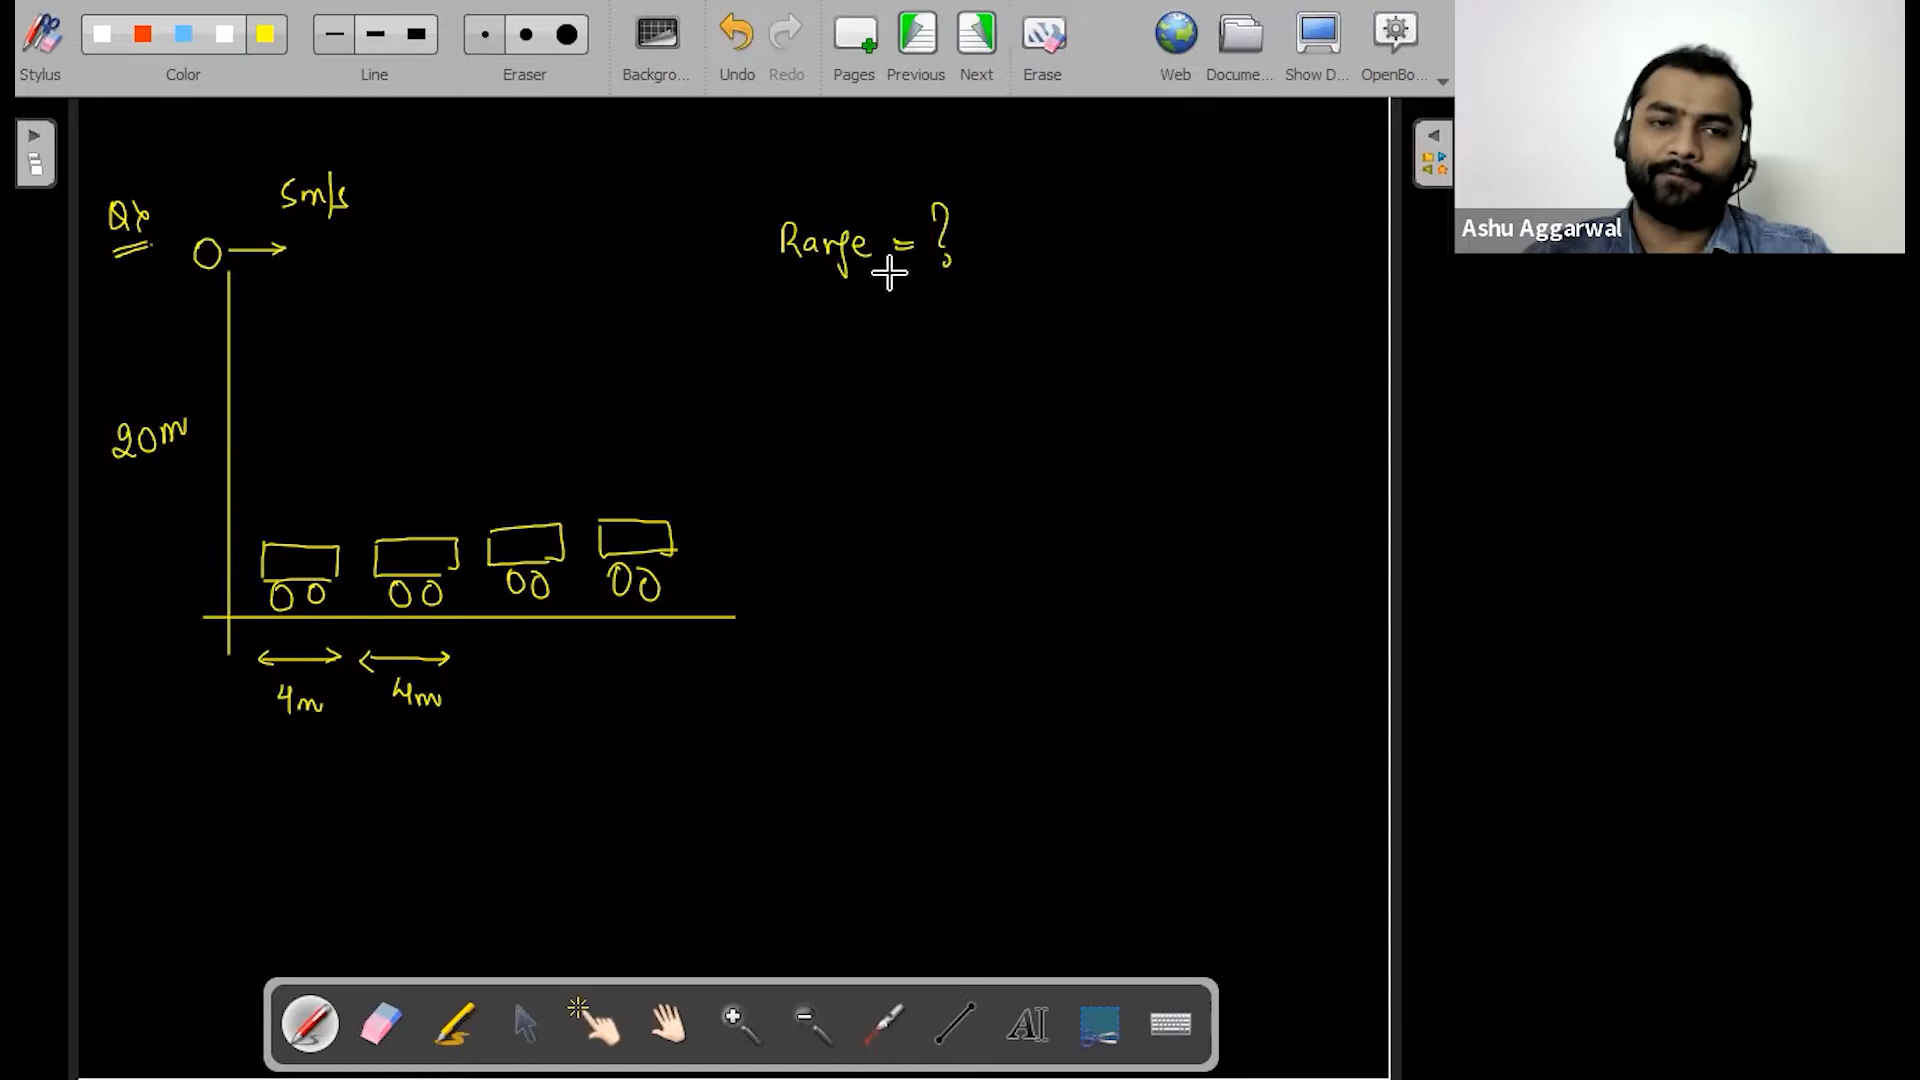 Stylus
Color
Line
Eraser
Backgro...
Undo
Redo
Pages
Previous
Next
Erase
Web
Docume...
Show D...
OpenBo...
Ashu Aggarwal
5m/s
Range = ?
20m
4m
4m